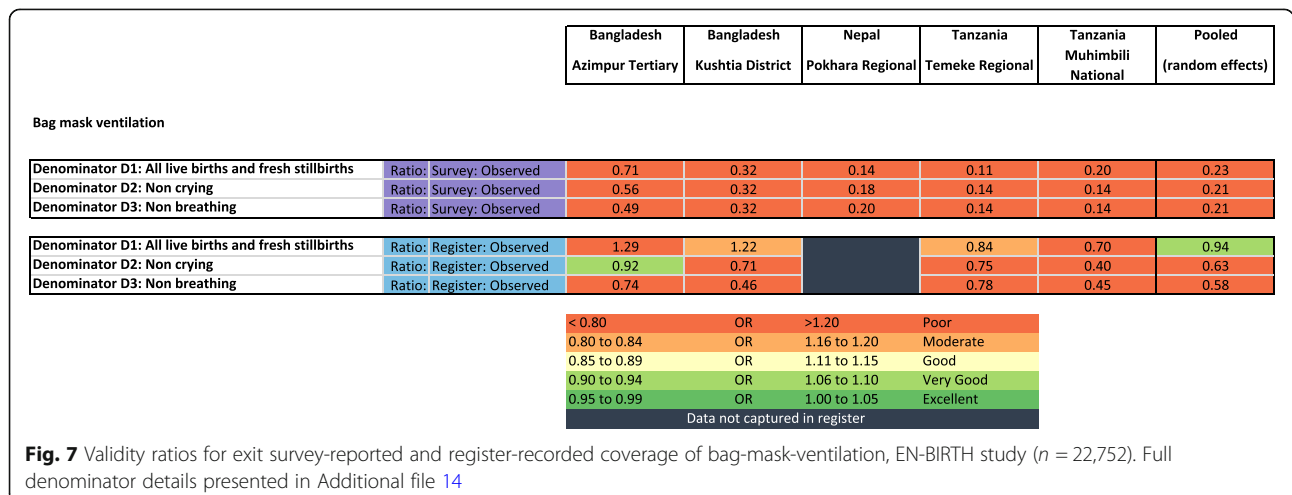 Bangladesh Bangladesh Nepal Tanzania Tanzania Pooled
Azimpur Tertiary Kushtia District Pokhara Regional Temeke Regional Muhimbili National (random effects)
Bag mask ventilation
Denominator D1: All live births and fresh stillbirths Ratio: Survey: Observed 0.71 0.32 0.14 0.11 0.20 0.23
Denominator D2: Non crying Ratio: Survey: Observed 0.56 0.32 0.18 0.14 0.14 0.21
Denominator D3: Non breathing Ratio: Survey: Observed 0.49 0.32 0.20 0.14 0.14 0.21
Denominator D1: All live births and fresh stillbirths Ratio: Register: Observed 1.29 1.22 0.84 0.70 0.94
Denominator D2: Non crying Ratio: Register: Observed 0.92 0.71 0.75 0.40 0.63
Denominator D3: Non breathing Ratio: Register: Observed 0.74 0.46 0.78 0.45 0.58
< 0.80 OR >1.20 Poor
0.80 to 0.84 OR 1.16 to 1.20 Moderate
0.85 to 0.89 OR 1.11 to 1.15 Good
0.90 to 0.94 OR 1.06 to 1.10 Very Good
0.95 to 0.99 OR 1.00 to 1.05 Excellent
Data not captured in register
Fig. 7 Validity ratios for exit survey-reported and register-recorded coverage of bag-mask-ventilation, EN-BIRTH study (n = 22,752). Full
denominator details presented in Additional file 14